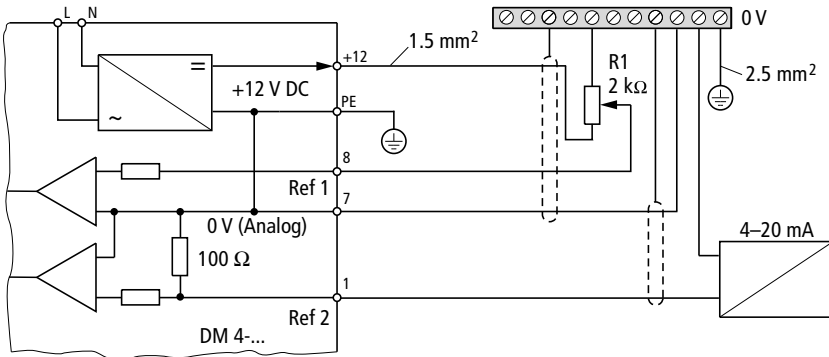 L N
0 V
+12
1.5 mm²
R1
2 kΩ
2.5 mm²
=
+12 V DC
~
PE
8
Ref 1
7
0 V (Analog)
4–20 mA
100 Ω
1
Ref 2
DM 4-...